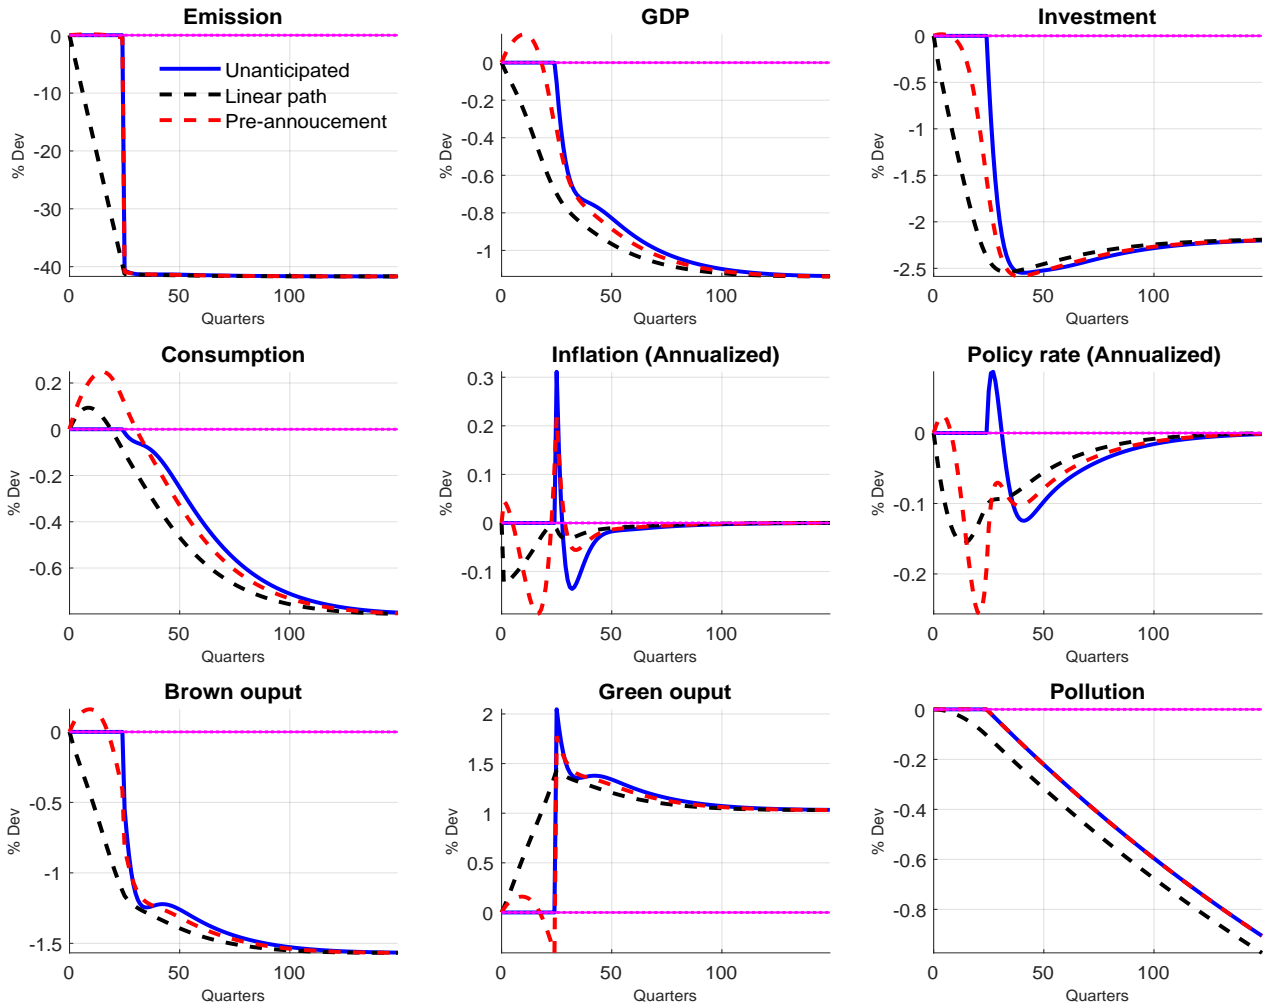 Emission
0
-10
-20
-30
-40
% Dev
Unanticipated
Linear path
Pre-annoucement
0
50
100
Quarters
GDP
0
-0.2
-0.4
-0.6
-0.8
-1
% Dev
0
50
100
Quarters
Investment
0
-0.5
-1
-1.5
-2
-2.5
% Dev
0
50
100
Quarters
Consumption
0.2
0
-0.2
-0.4
-0.6
% Dev
0
50
100
Quarters
Inflation (Annualized)
0.3
0.2
0.1
0
-0.1
% Dev
0
50
100
Quarters
Policy rate (Annualized)
0
-0.1
-0.2
% Dev
0
50
100
Quarters
Brown ouput
0
-0.5
-1
-1.5
% Dev
0
50
100
Quarters
Green ouput
2
1.5
1
0.5
0
% Dev
0
50
100
Quarters
Pollution
0
-0.2
-0.4
-0.6
-0.8
% Dev
0
50
100
Quarters